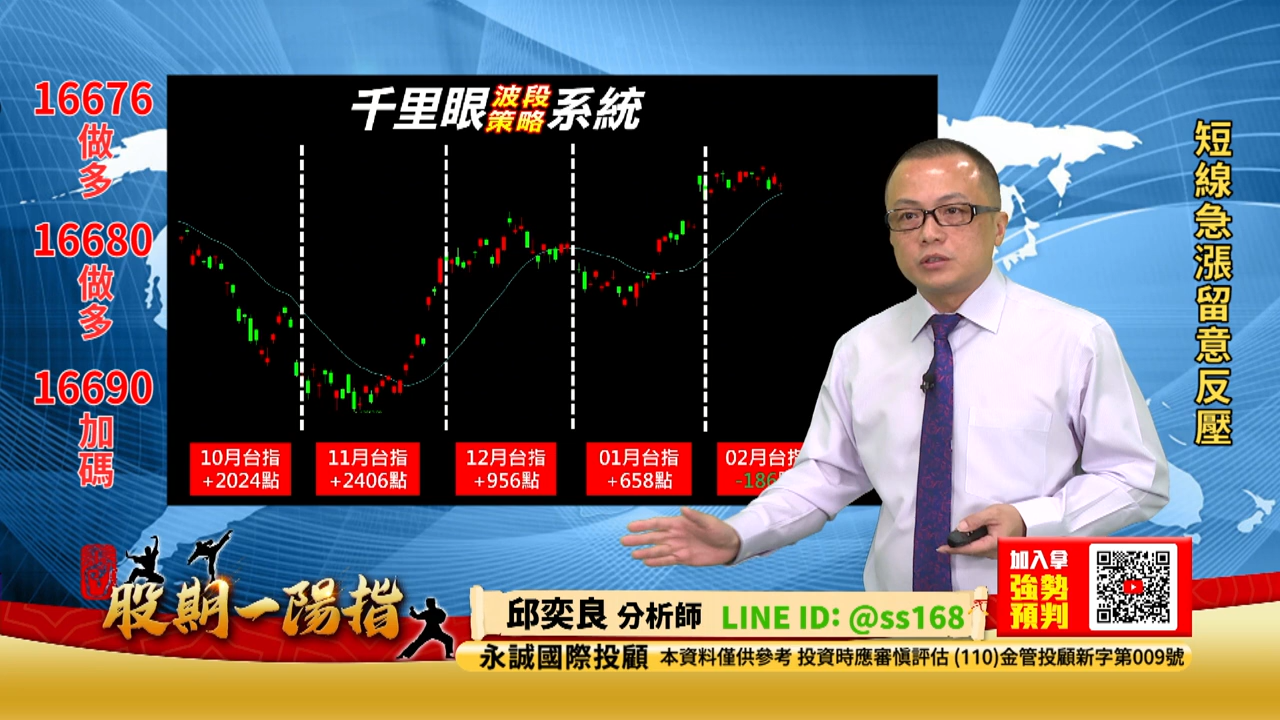 16676
做多
16680
做多
16690
加碼
千里眼波段策略系統
10月台指
+2024點
11月台指
+2406點
12月台指
+956點
01月台指
+658點
02月台指
-186
短線急漲留意反壓
股期一陽指
邱奕良 分析師 LINE ID: @ss168
加入拿
強勢
預判
永誠國際投顧 本資料僅供參考 投資時應審慎評估 (110)金管投顧新字第009號